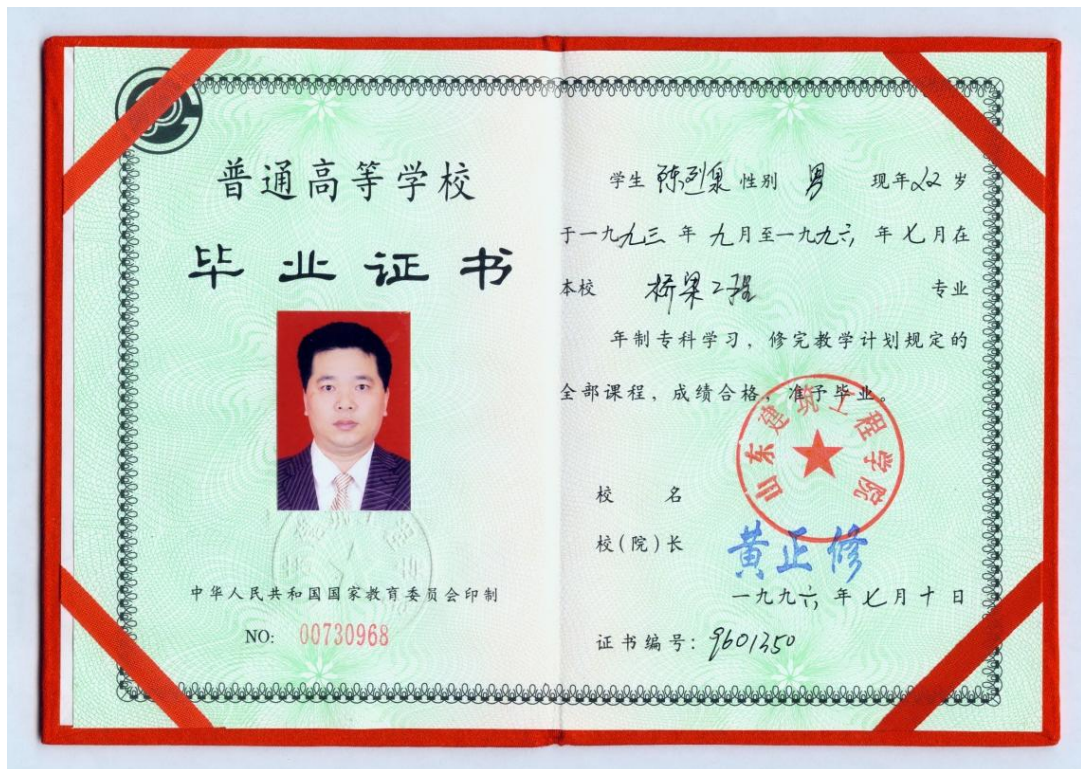 普通高等学校
毕业证书
中华人民共和国国家教育委员会印制
NO: 00730968
学生 陈烈泉 性别 男 现年22岁
于一九九三年九月至一九九六年七月在
本校 桥梁工程 专业
年制专科学习，修完教学计划规定的
全部课程，成绩合格，准予毕业。
山东建筑工程学院
校 名
校(院)长 黄正修
一九九六年七月十日
证书编号: 9601350